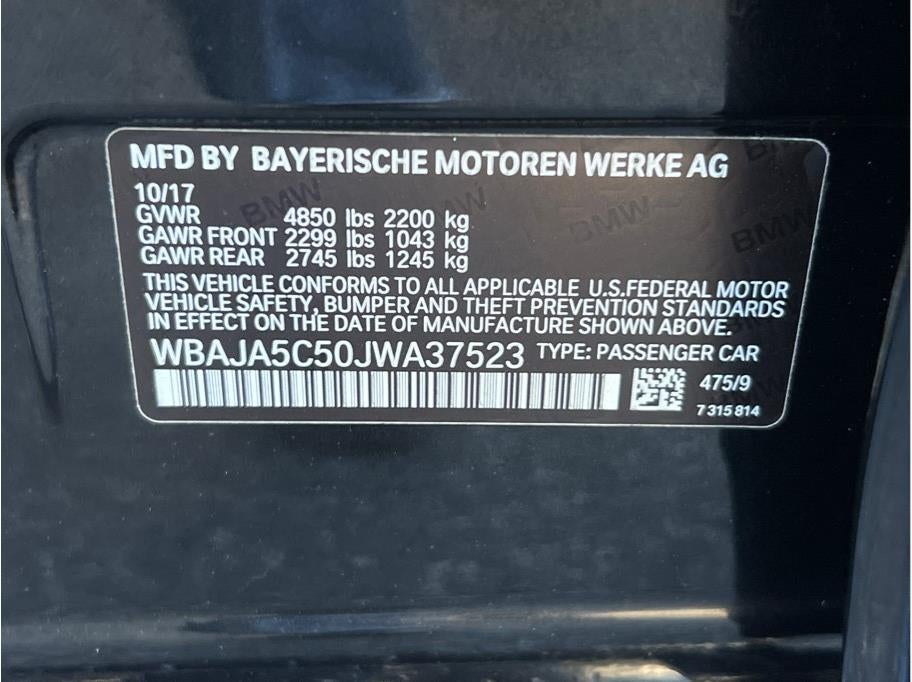 MFD BY BAYERISCHE MOTOREN WERKE AG
10/17
GVWR 4850 lbs 2200 kg
GAWR FRONT 2299 lbs 1043 kg
GAWR REAR 2745 lbs 1245 kg
THIS VEHICLE CONFORMS TO ALL APPLICABLE U.S.FEDERAL MOTOR
VEHICLE SAFETY, BUMPER AND THEFT PREVENTION STANDARDS
IN EFFECT ON THE DATE OF MANUFACTURE SHOWN ABOVE.
WBAJA5C50JWA37523 TYPE: PASSENGER CAR
475/9
7 315 814
BMW
BMW
BMW